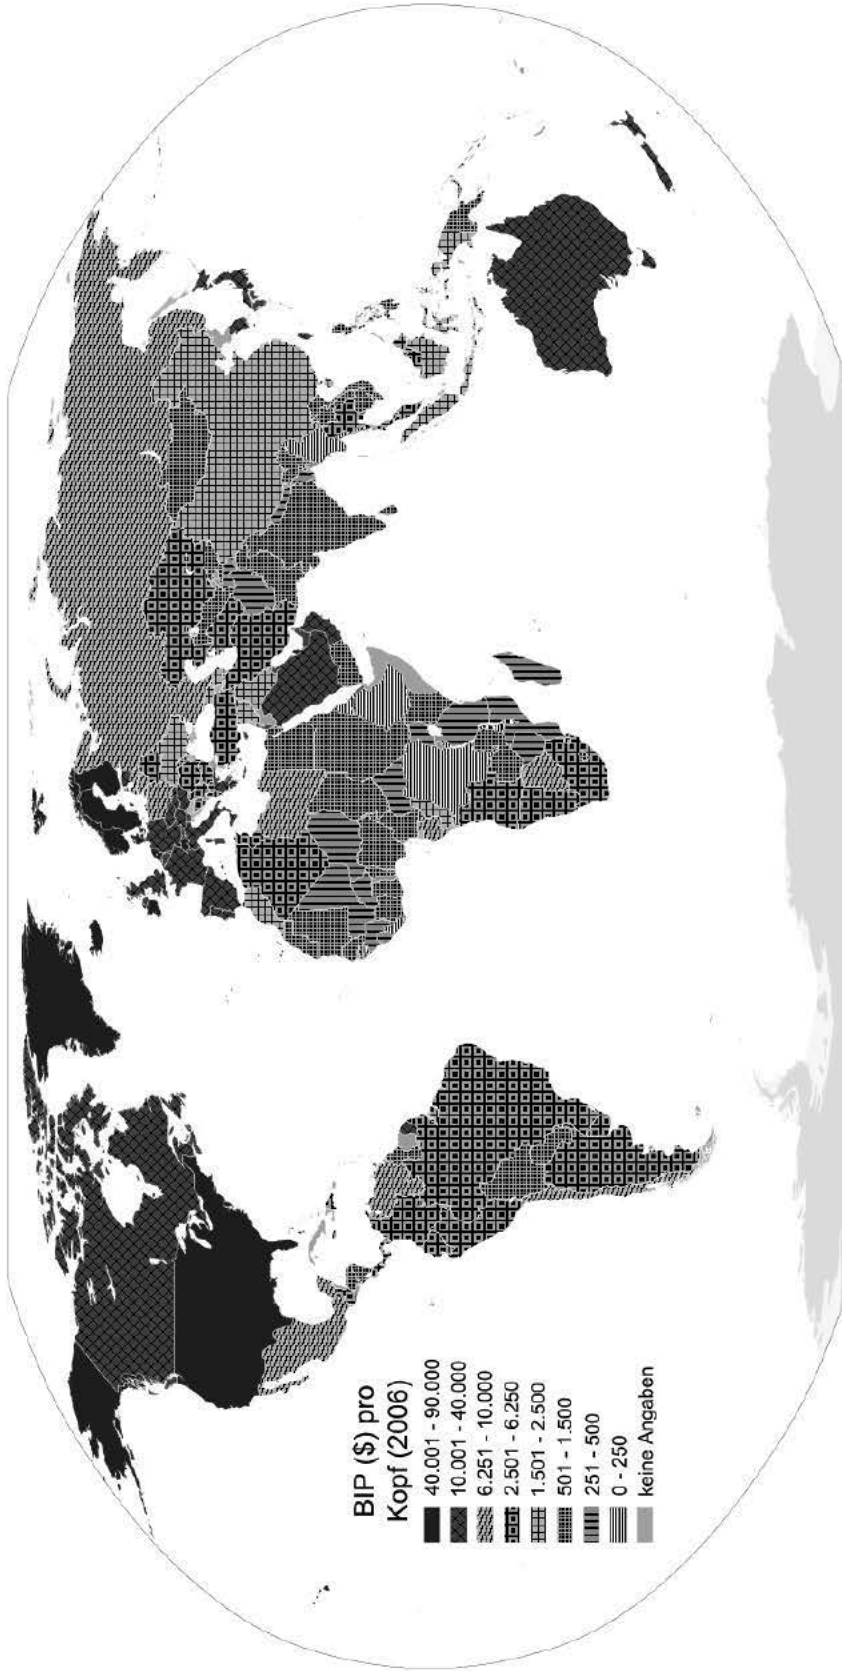 BIP ($) pro
Kopf (2006)
40.001 - 90.000
10.001 - 40.000
6.251 - 10.000
2.501 - 6.250
1.501 - 2.500
501 - 1.500
251 - 500
0 - 250
keine Angaben